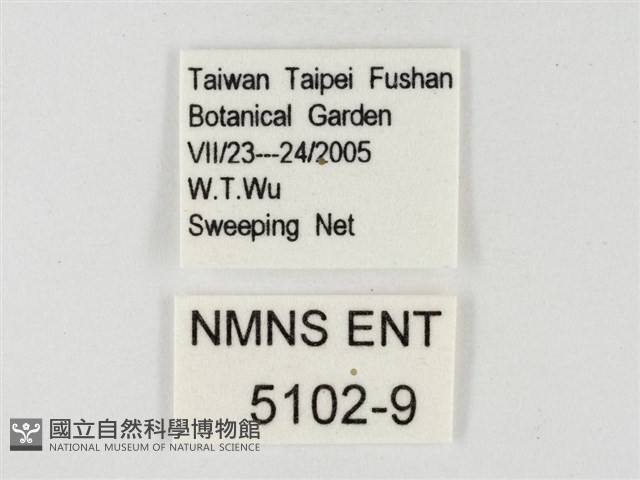 Taiwan Taipei Fushan
Botanical Garden
VII/23---24/2005
W.T.Wu
Sweeping Net
NMNS ENT
5102-9
國立自然科學博物館
NATIONAL MUSEUM OF NATURAL SCIENCE